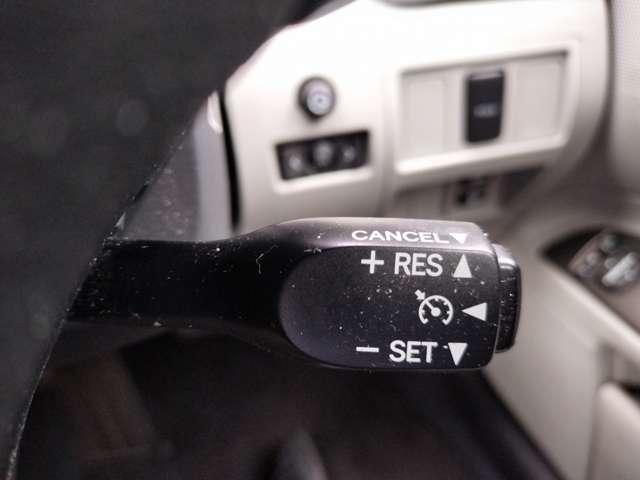 CANCEL▼
+ RES ▲
◀
− SET ▼